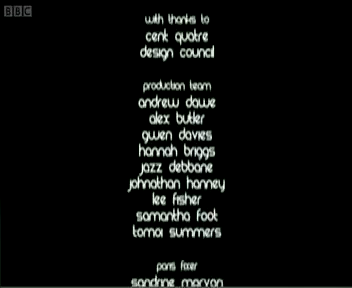 BBC
with thanks to
cent quatre
design council
production team
andrew dawe
alex butler
gwen davies
hannah briggs
jazz debbane
johnathan hanney
lee fisher
samantha foot
tomoi summers
paris fixer
sandrine marvan